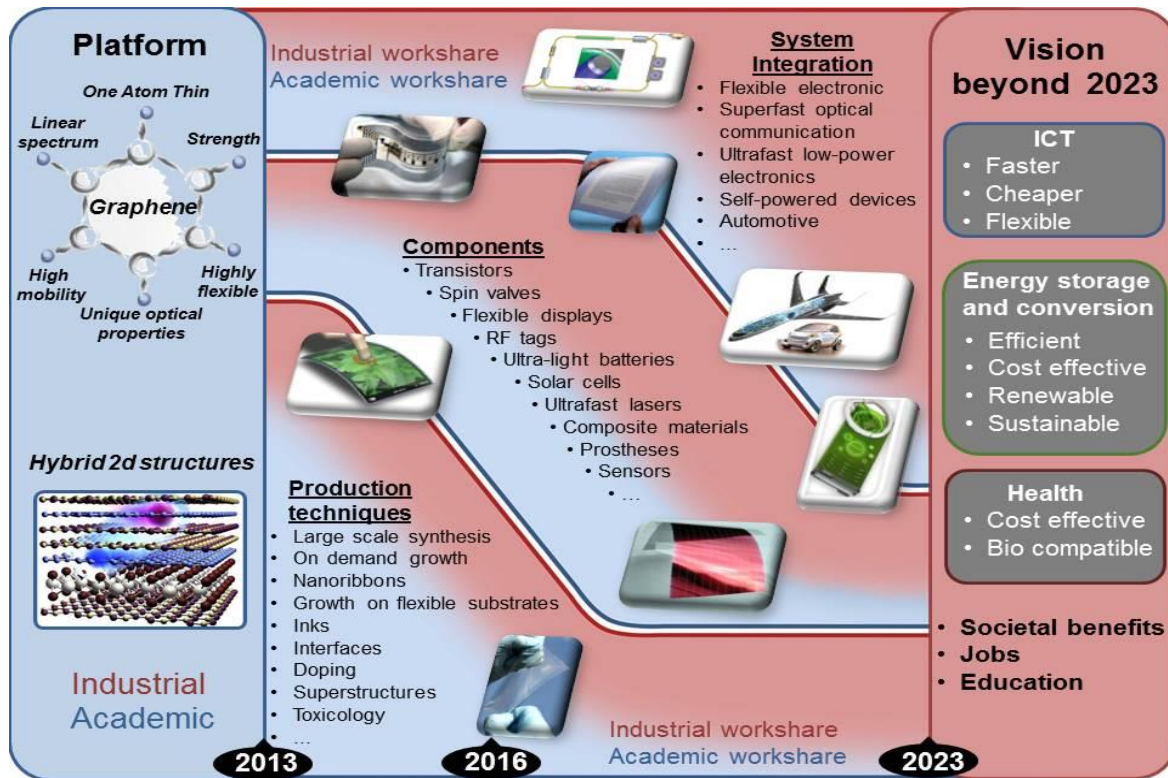 Platform
One Atom Thin
Linear
spectrum
Strength
Graphene
High
mobility
Highly
flexible
Unique optical
properties
Hybrid 2d structures
Industrial
Academic
Industrial workshare
Academic workshare
System
Integration
• Flexible electronic
• Superfast optical
communication
• Ultrafast low-power
electronics
• Self-powered devices
• Automotive
• ...
Components
• Transistors
• Spin valves
• Flexible displays
• RF tags
• Ultra-light batteries
• Solar cells
• Ultrafast lasers
• Composite materials
• Prostheses
• Sensors
• ...
Production
techniques
• Large scale synthesis
• On demand growth
• Nanoribbons
• Growth on flexible substrates
• Inks
• Interfaces
• Doping
• Superstructures
• Toxicology
• ...
Industrial workshare
Academic workshare
Vision
beyond 2023
ICT
• Faster
• Cheaper
• Flexible
Energy storage
and conversion
• Efficient
• Cost effective
• Renewable
• Sustainable
Health
• Cost effective
• Bio compatible
• Societal benefits
• Jobs
• Education
2013
2016
2023